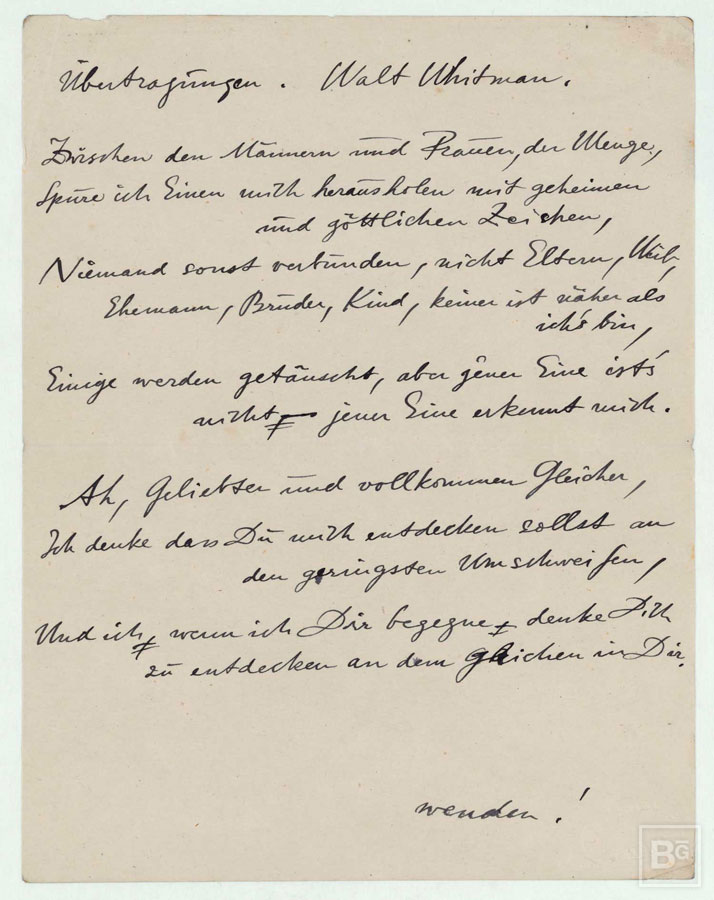 Übertragungen. Walt Whitman.
Zwischen den Männern und Frauen, der Menge,
Spüre ich Einen mich herausholen mit geheimen
und göttlichen Zeichen,
Niemand sonst verbunden, nicht Eltern, Weib,
Ehemann, Bruder, Kind, keiner ist näher als
ich's bin,
Einige werden getäuscht, aber jener Eine ist's
nicht – jener Eine erkennt mich.
Ah, Geliebter und vollkommen Gleicher,
Ich denke dass Du mich entdecken sollst an
den geringsten Umschweifen,
Und ich, wenn ich Dir begegne, denke Dich
zu entdecken an dem gleichen in Dir.
wenden!
BG